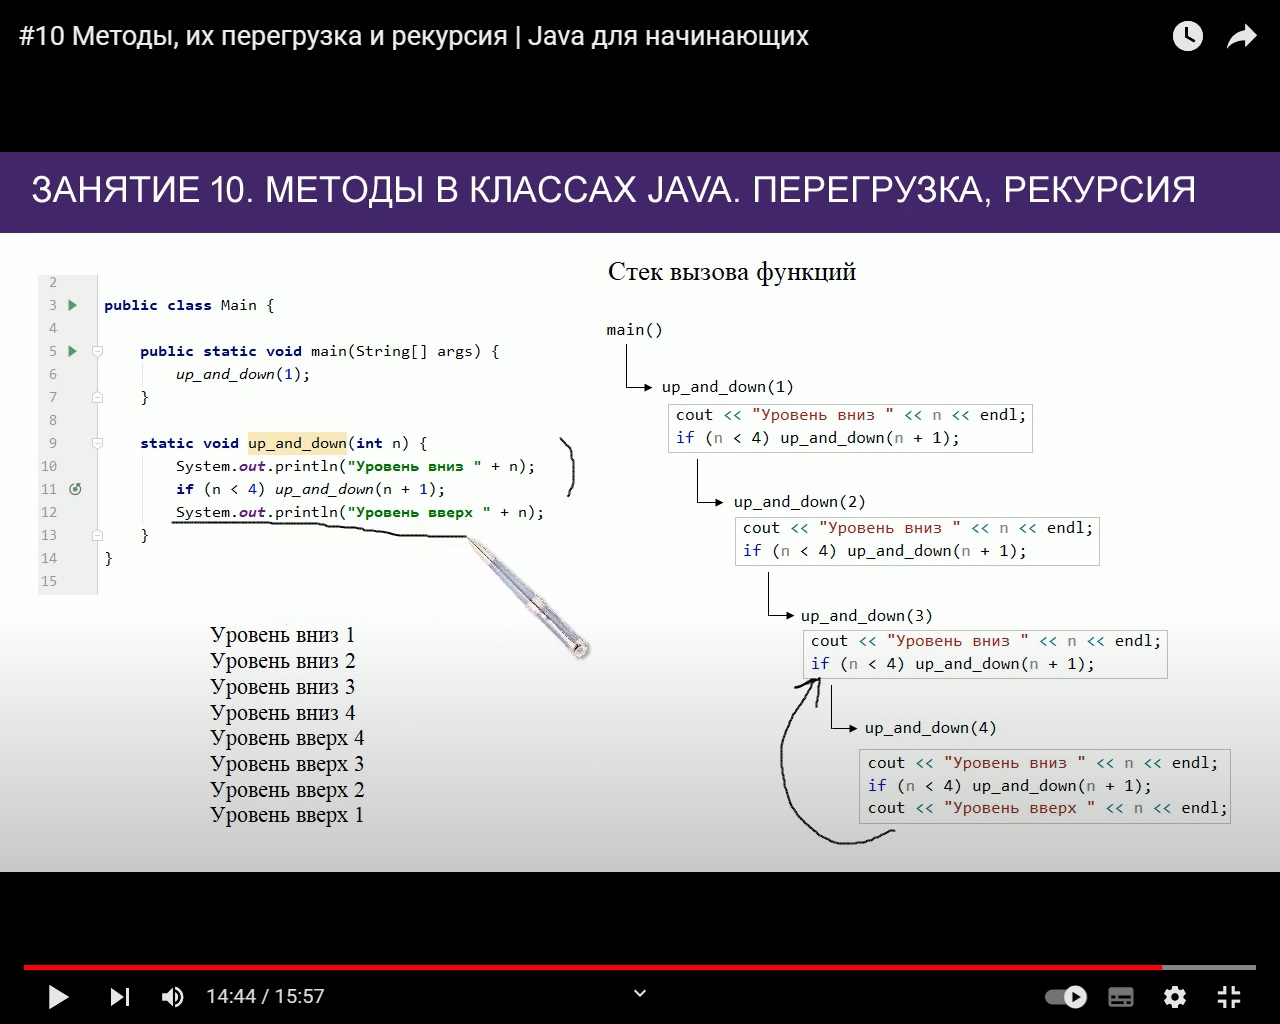 #10 Методы, их перегрузка и рекурсия | Java для начинающих
ЗАНЯТИЕ 10. МЕТОДЫ В КЛАССАХ JAVA. ПЕРЕГРУЗКА, РЕКУРСИЯ
2
3 public class Main {
4
5 public static void main(String[] args) {
6 up_and_down(1);
7 }
8
9 static void up_and_down(int n) {
10 System.out.println("Уровень вниз " + n);
11 if (n < 4) up_and_down(n + 1);
12 System.out.println("Уровень вверх " + n);
13 }
14 }
15
Уровень вниз 1
Уровень вниз 2
Уровень вниз 3
Уровень вниз 4
Уровень вверх 4
Уровень вверх 3
Уровень вверх 2
Уровень вверх 1
Стек вызова функций
main()
up_and_down(1)
cout << "Уровень вниз " << n << endl;
if (n < 4) up_and_down(n + 1);
up_and_down(2)
cout << "Уровень вниз " << n << endl;
if (n < 4) up_and_down(n + 1);
up_and_down(3)
cout << "Уровень вниз " << n << endl;
if (n < 4) up_and_down(n + 1);
up_and_down(4)
cout << "Уровень вниз " << n << endl;
if (n < 4) up_and_down(n + 1);
cout << "Уровень вверх " << n << endl;
14:44 / 15:57